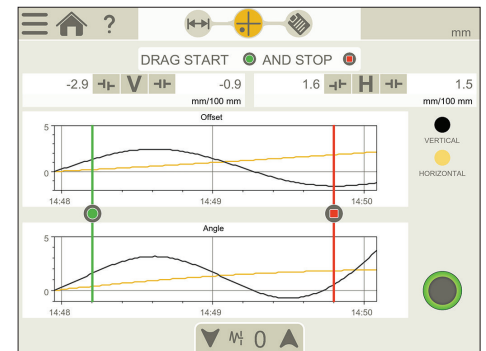 ?
mm
DRAG START AND STOP
-2.9 V -0.9
mm/100 mm
1.6 H 1.5
mm/100 mm
Offset
5
0
14:48 14:49 14:50
VERTICAL
HORIZONTAL
Angle
5
0
14:48 14:49 14:50
0